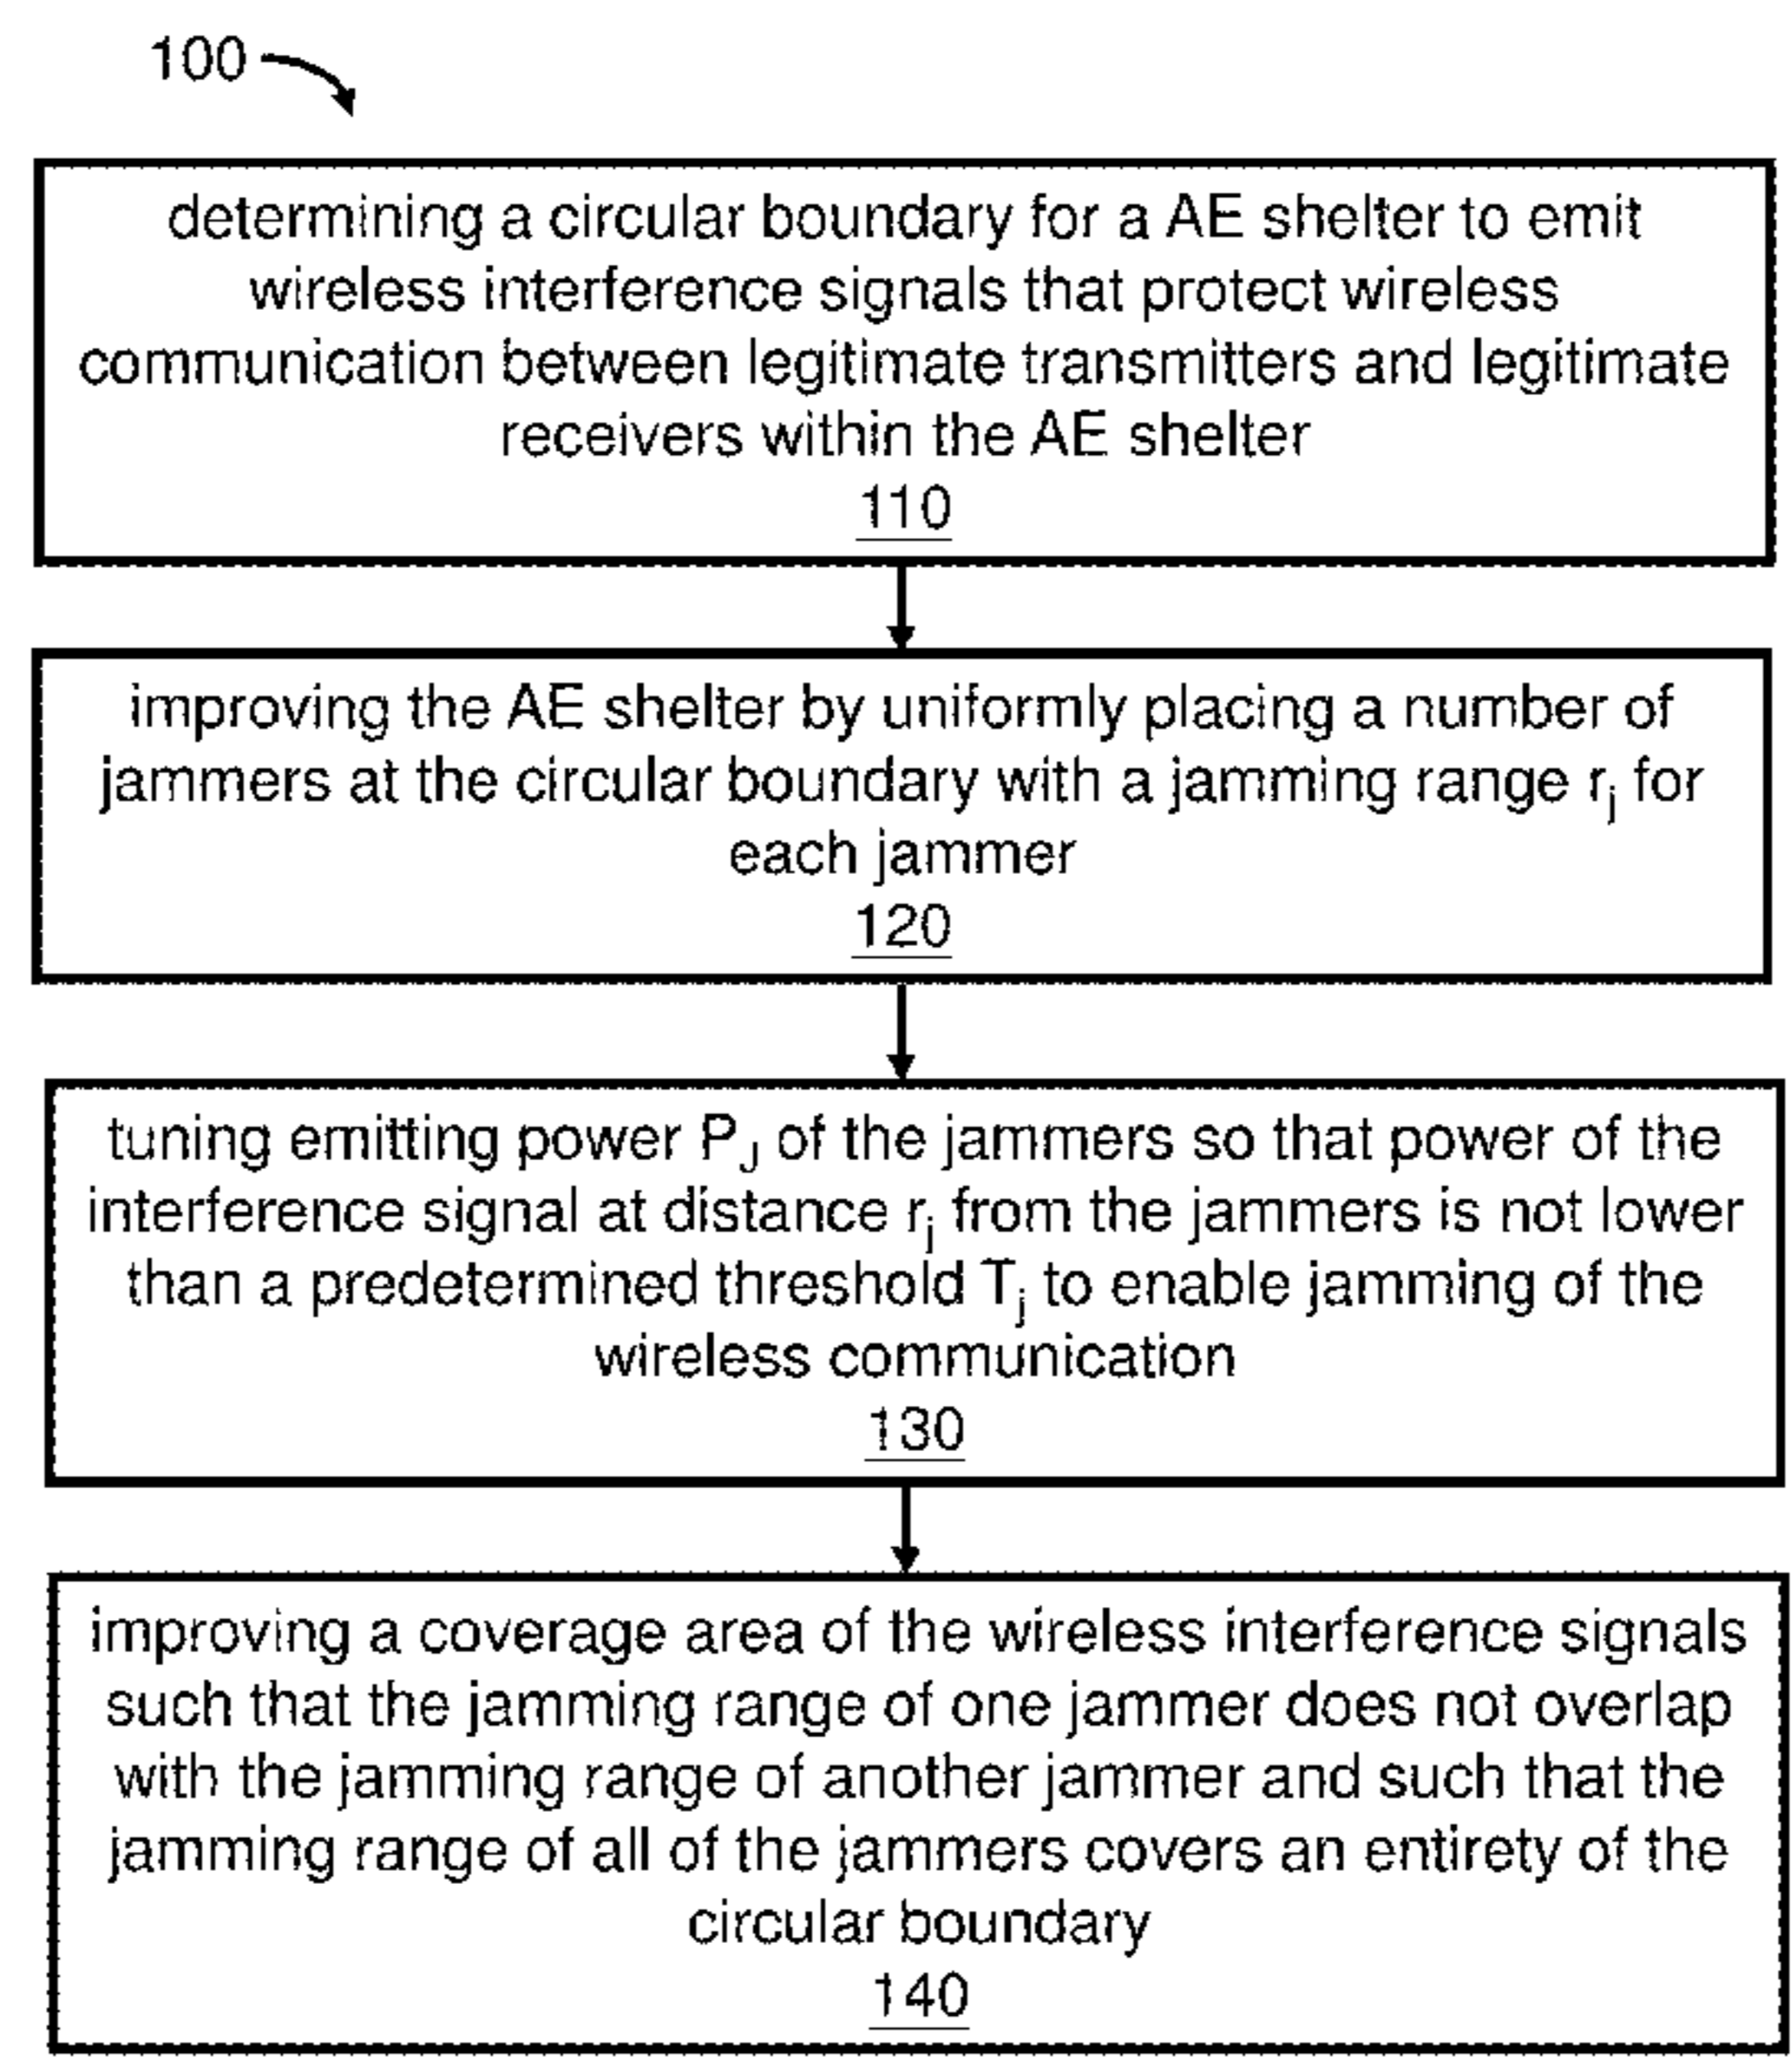 100
determining a circular boundary for a AE shelter to emit
wireless interference signals that protect wireless
communication between legitimate transmitters and legitimate
receivers within the AE shelter
110
improving the AE shelter by uniformly placing a number of
jammers at the circular boundary with a jamming range rj for
each jammer
120
tuning emitting power PJ of the jammers so that power of the
interference signal at distance rj from the jammers is not lower
than a predetermined threshold Tj to enable jamming of the
wireless communication
130
improving a coverage area of the wireless interference signals
such that the jamming range of one jammer does not overlap
with the jamming range of another jammer and such that the
jamming range of all of the jammers covers an entirety of the
circular boundary
140